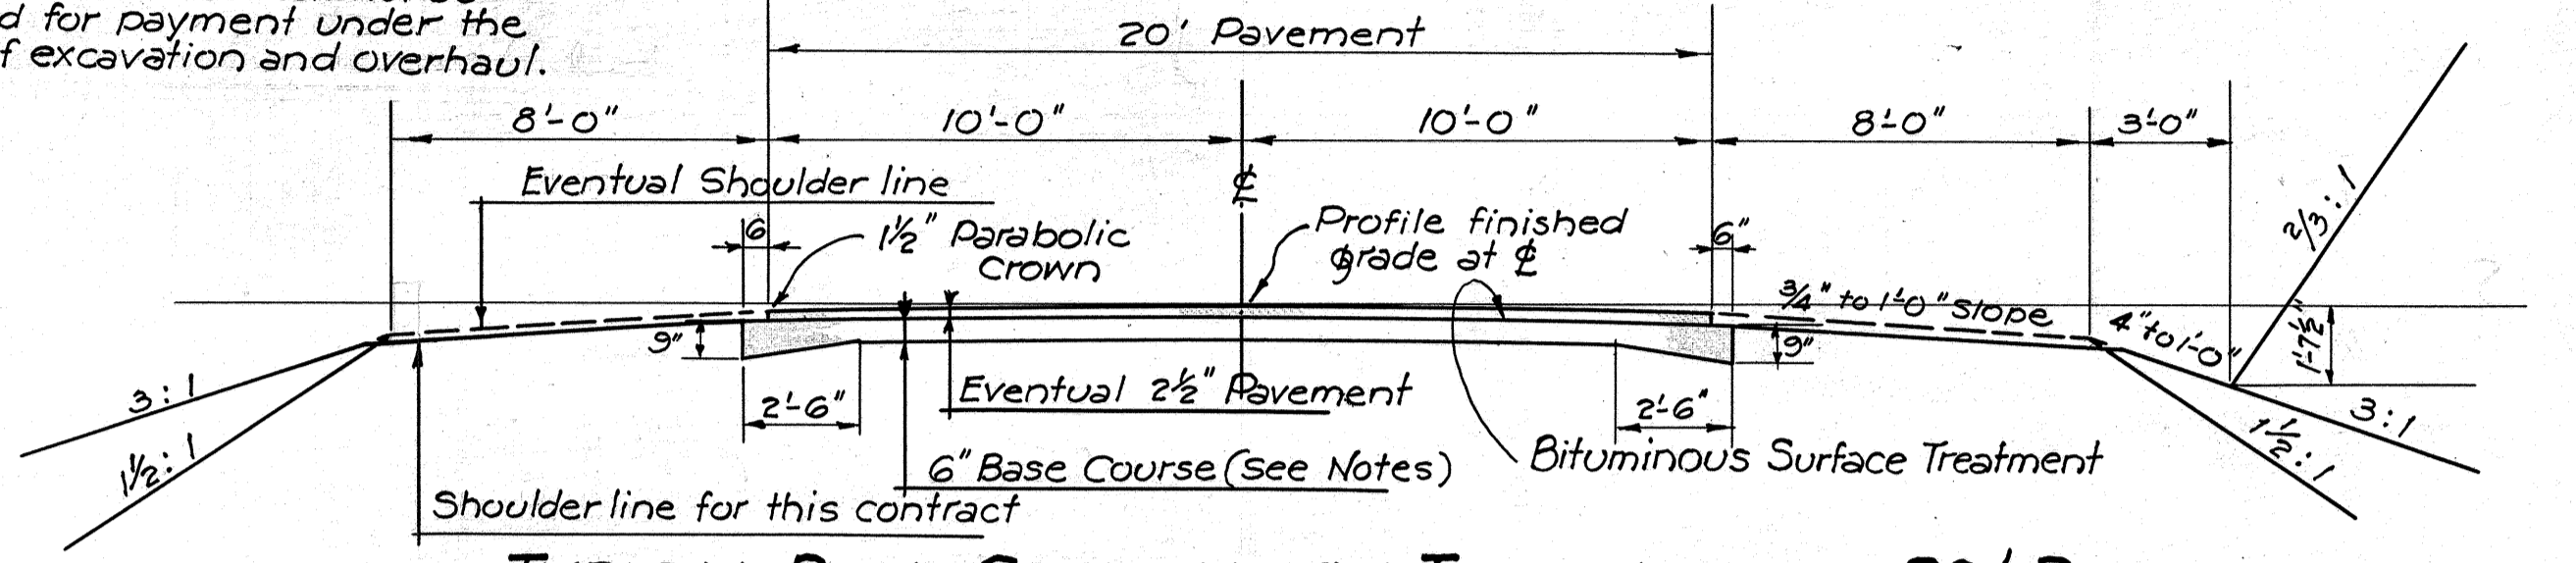 d for payment under the
f excavation and overhaul.
20' Pavement
8'-0"
10'-0"
10'-0"
8'-0"
3'-0"
Eventual Shoulder line
℄
6
1½" Parabolic
Crown
Profile finished
grade at ℄
6"
2/3:1
3/4" to 1'-0" Slope
4" to 1'-0"
1'-7½"
9"
9"
3:1
1½:1
2'-6"
Eventual 2½" Pavement
2'-6"
3:1
1½:1
6" Base Course (See Notes)
Bituminous Surface Treatment
Shoulder line for this contract